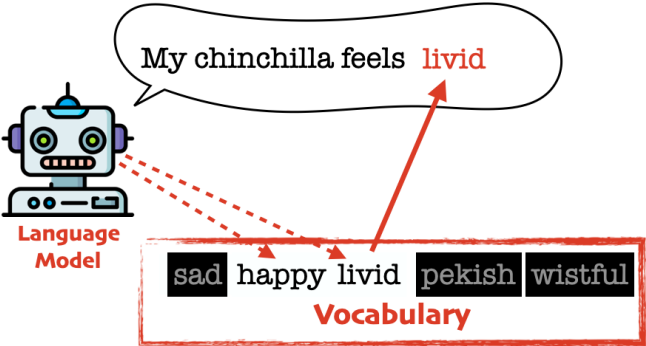 My chinchilla feels livid
Language
Model
sad happy livid pekish wistful
Vocabulary